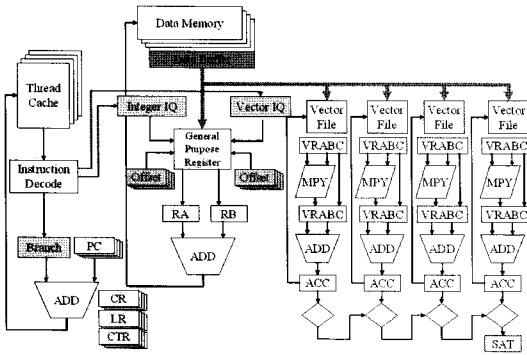 Data Memory
Thread
Cache
Integer IQ
Vector IQ
Vector
File
Vector
File
Vector
File
Vector
File
General
Purpose
Register
VRABC
VRABC
VRABC
VRABC
Instruction
Decode
Offset
Offset
MPY
MPY
MPY
MPY
RA
RB
VRABC
VRABC
VRABC
VRABC
Branch
PC
ADD
ADD
ADD
ADD
ADD
ADD
ACC
ACC
ACC
ACC
CR
LR
CTR
SAT